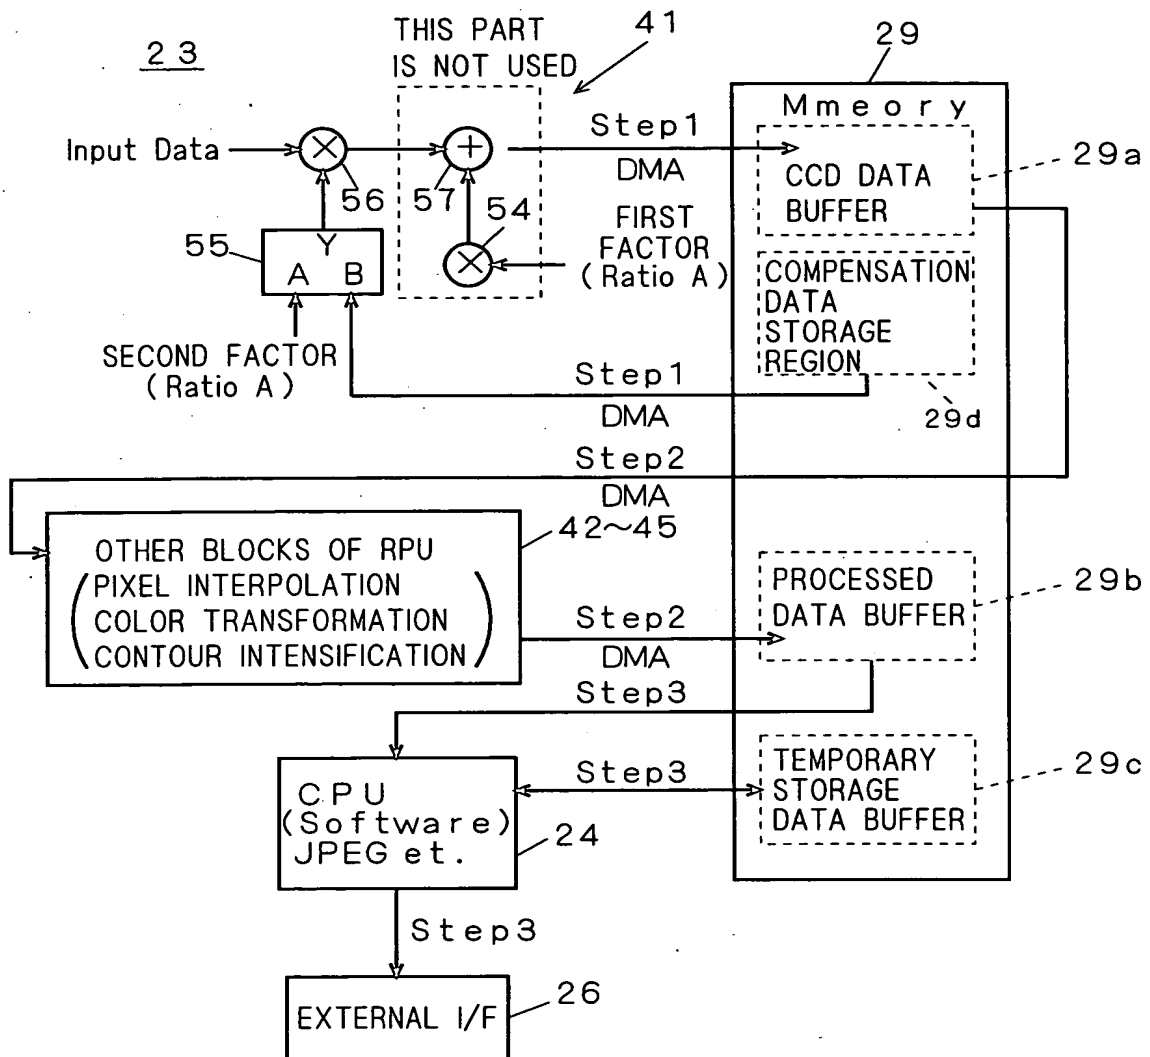 23
THIS PART
IS NOT USED
41
29
Mmeory
Input Data
×
56
+
57
Step1
DMA
CCD DATA
BUFFER
29a
55
Y
A B
×
54
FIRST
FACTOR
(Ratio A)
COMPENSATION
DATA
STORAGE
REGION
SECOND FACTOR
(Ratio A)
Step1
DMA
29d
Step2
DMA
42~45
OTHER BLOCKS OF RPU
PIXEL INTERPOLATION
COLOR TRANSFORMATION
CONTOUR INTENSIFICATION
Step2
DMA
PROCESSED
DATA BUFFER
29b
Step3
CPU
(Software)
JPEG et.
24
Step3
TEMPORARY
STORAGE
DATA BUFFER
29c
Step3
EXTERNAL I/F
26